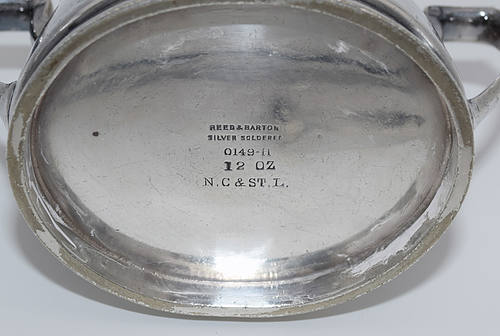 REED & BARTON
SILVER SOLDERED
0149-H
12 OZ
N.C & ST. L.